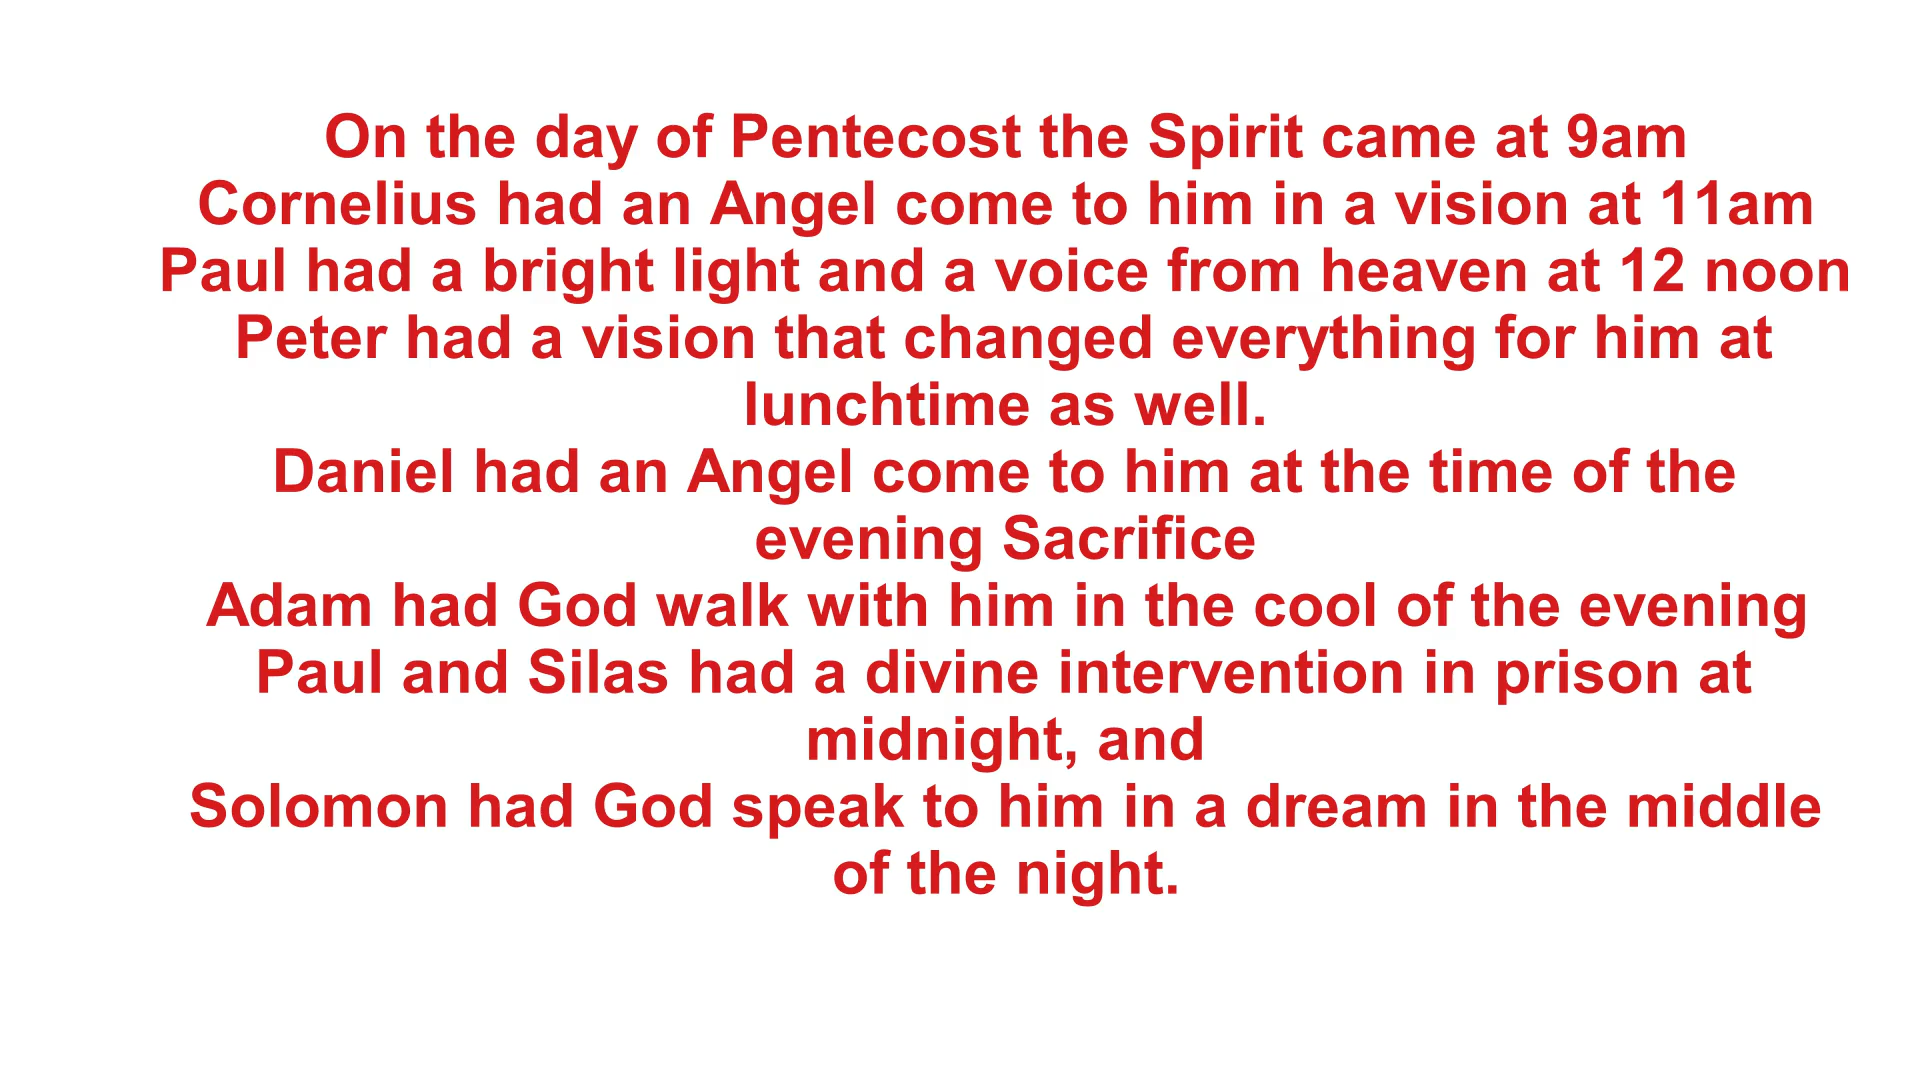 On the day of Pentecost the Spirit came at 9am
Cornelius had an Angel come to him in a vision at 11am
Paul had a bright light and a voice from heaven at 12 noon
Peter had a vision that changed everything for him at
lunchtime as well.
Daniel had an Angel come to him at the time of the
evening Sacrifice
Adam had God walk with him in the cool of the evening
Paul and Silas had a divine intervention in prison at
midnight, and
Solomon had God speak to him in a dream in the middle
of the night.